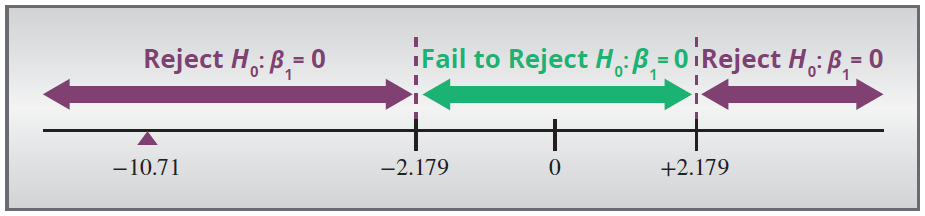 Reject H₀: β₁= 0 Fail to Reject H₀: β₁= 0 Reject H₀: β₁= 0
−10.71 −2.179 0 +2.179